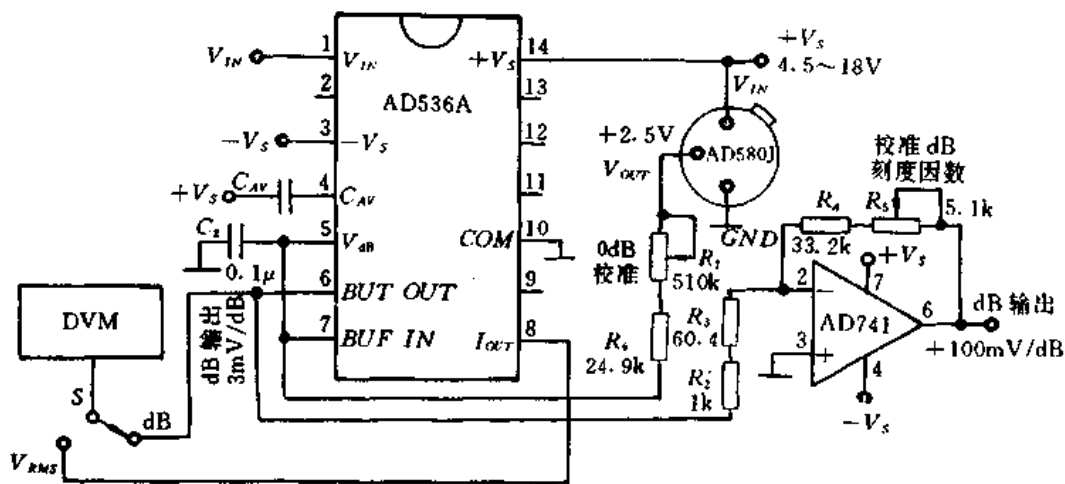 V_IN
1
V_IN
2
-V_S
3
-V_S
+V_S
C_AV
4
C_AV
C_2
0.1μ
5
V_dB
6
BUT OUT
7
BUF IN
AD536A
+V_S
14
13
12
11
COM
10
9
I_OUT
8
+V_S
4.5~18V
V_IN
+2.5V
V_OUT
AD580J
GND
0dB
校准
R_1
510k
R_4
24.9k
R_3
60.4
R_2
1k
校准dB
刻度因数
R_5
5.1k
33.2k
+V_S
2
7
3
4
6
AD741
-V_S
dB输出
+100mV/dB
dB输出
3mV/dB
DVM
S
dB
V_RMS